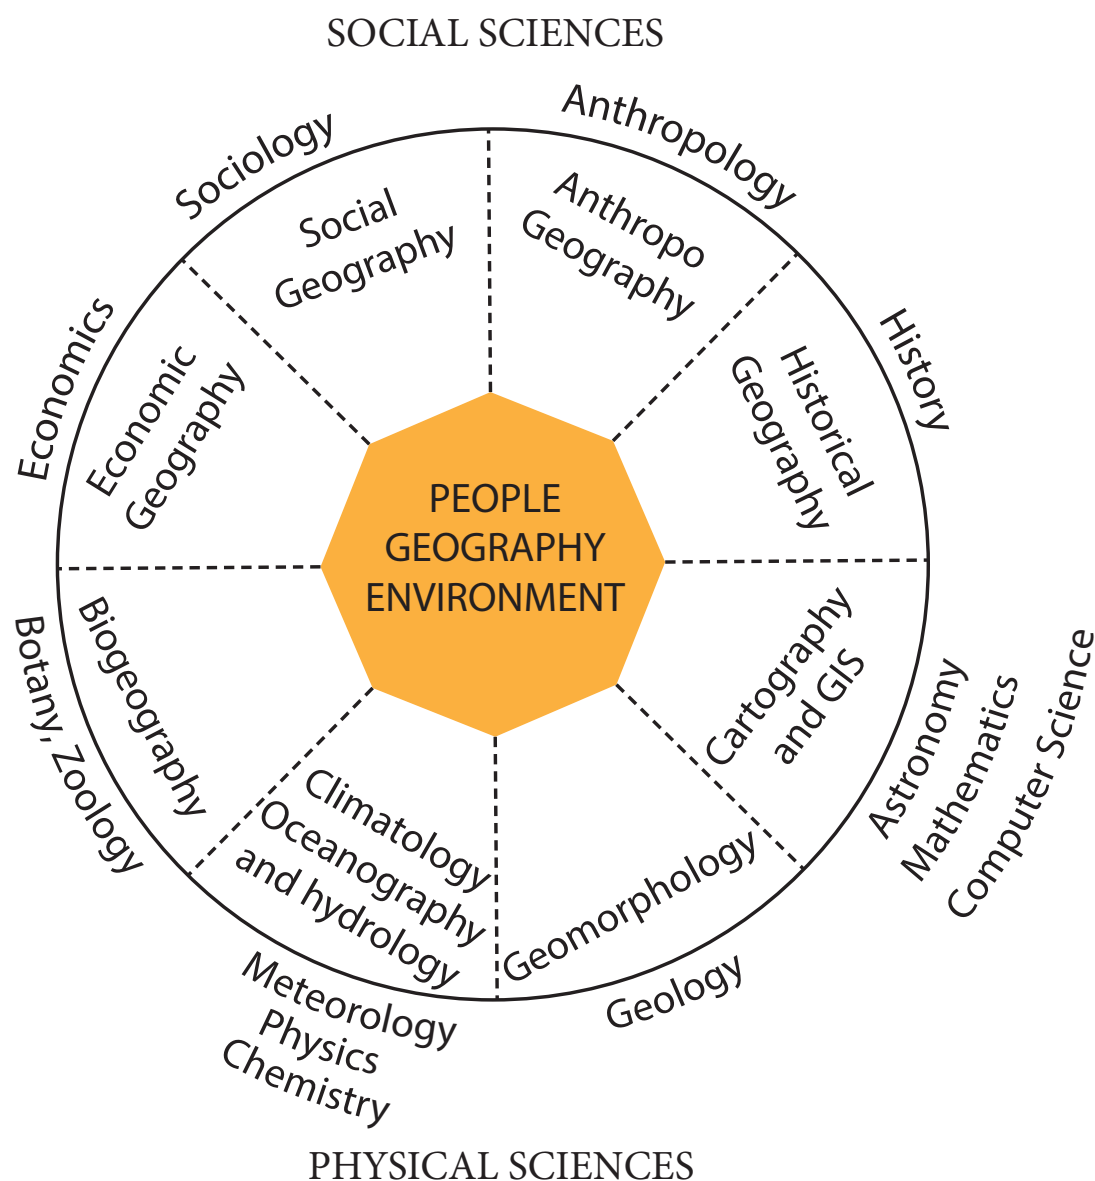 SOCIAL SCIENCES
Sociology
Anthropology
Social
Geography
Anthropo
Geography
Economics
Economic
Geography
History
Historical
Geography
PEOPLE
GEOGRAPHY
ENVIRONMENT
Botany, Zoology
Biogeography
Cartography
and GIS
Astronomy
Mathematics
Computer Science
Climatology
Oceanography
and hydrology
Geomorphology
Geology
Meteorology
Physics
Chemistry
PHYSICAL SCIENCES